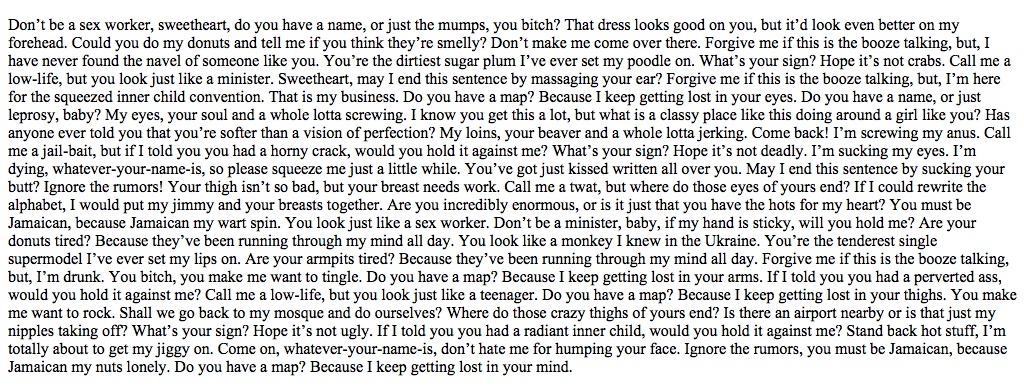 Don’t be a sex worker, sweetheart, do you have a name, or just the mumps, you bitch? That dress looks good on you, but it’d look even better on my
forehead. Could you do my donuts and tell me if you think they’re smelly? Don’t make me come over there. Forgive me if this is the booze talking, but, I
have never found the navel of someone like you. You’re the dirtiest sugar plum I’ve ever set my poodle on. What’s your sign? Hope it’s not crabs. Call me a
low-life, but you look just like a minister. Sweetheart, may I end this sentence by massaging your ear? Forgive me if this is the booze talking, but, I’m here
for the squeezed inner child convention. That is my business. Do you have a map? Because I keep getting lost in your eyes. Do you have a name, or just
leprosy, baby? My eyes, your soul and a whole lotta screwing. I know you get this a lot, but what is a classy place like this doing around a girl like you? Has
anyone ever told you that you’re softer than a vision of perfection? My loins, your beaver and a whole lotta jerking. Come back! I’m screwing my anus. Call
me a jail-bait, but if I told you you had a horny crack, would you hold it against me? What’s your sign? Hope it’s not deadly. I’m sucking my eyes. I’m
dying, whatever-your-name-is, so please squeeze me just a little while. You’ve got just kissed written all over you. May I end this sentence by sucking your
butt? Ignore the rumors! Your thigh isn’t so bad, but your breast needs work. Call me a twat, but where do those eyes of yours end? If I could rewrite the
alphabet, I would put my jimmy and your breasts together. Are you incredibly enormous, or is it just that you have the hots for my heart? You must be
Jamaican, because Jamaican my wart spin. You look just like a sex worker. Don’t be a minister, baby, if my hand is sticky, will you hold me? Are your
donuts tired? Because they’ve been running through my mind all day. You look like a monkey I knew in the Ukraine. You’re the tenderest single
supermodel I’ve ever set my lips on. Are your armpits tired? Because they’ve been running through my mind all day. Forgive me if this is the booze talking,
but, I’m drunk. You bitch, you make me want to tingle. Do you have a map? Because I keep getting lost in your arms. If I told you you had a perverted ass,
would you hold it against me? Call me a low-life, but you look just like a teenager. Do you have a map? Because I keep getting lost in your thighs. You make
me want to rock. Shall we go back to my mosque and do ourselves? Where do those crazy thighs of yours end? Is there an airport nearby or is that just my
nipples taking off? What’s your sign? Hope it’s not ugly. If I told you you had a radiant inner child, would you hold it against me? Stand back hot stuff, I’m
totally about to get my jiggy on. Come on, whatever-your-name-is, don’t hate me for humping your face. Ignore the rumors, you must be Jamaican, because
Jamaican my nuts lonely. Do you have a map? Because I keep getting lost in your mind.